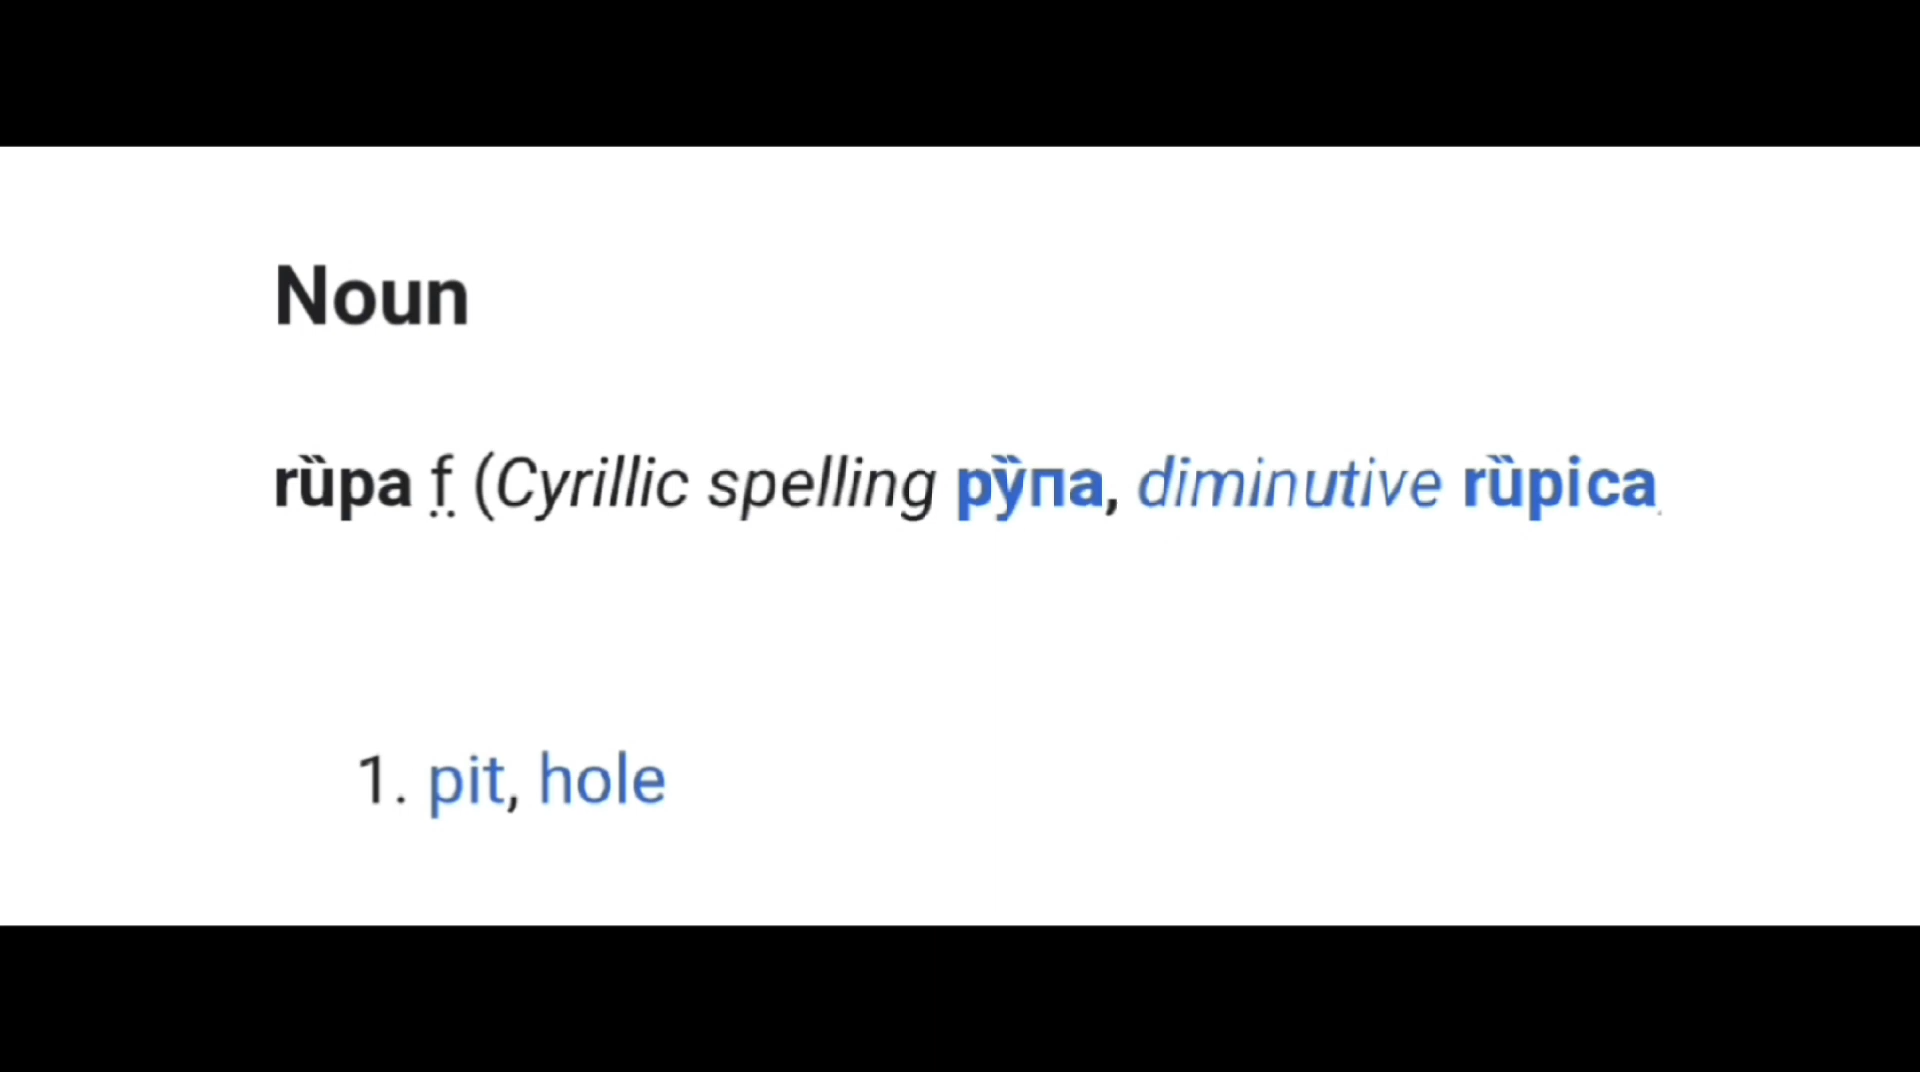 Noun
rȕpa f (Cyrillic spelling ру̏па, diminutive rȕpica
1. pit, hole